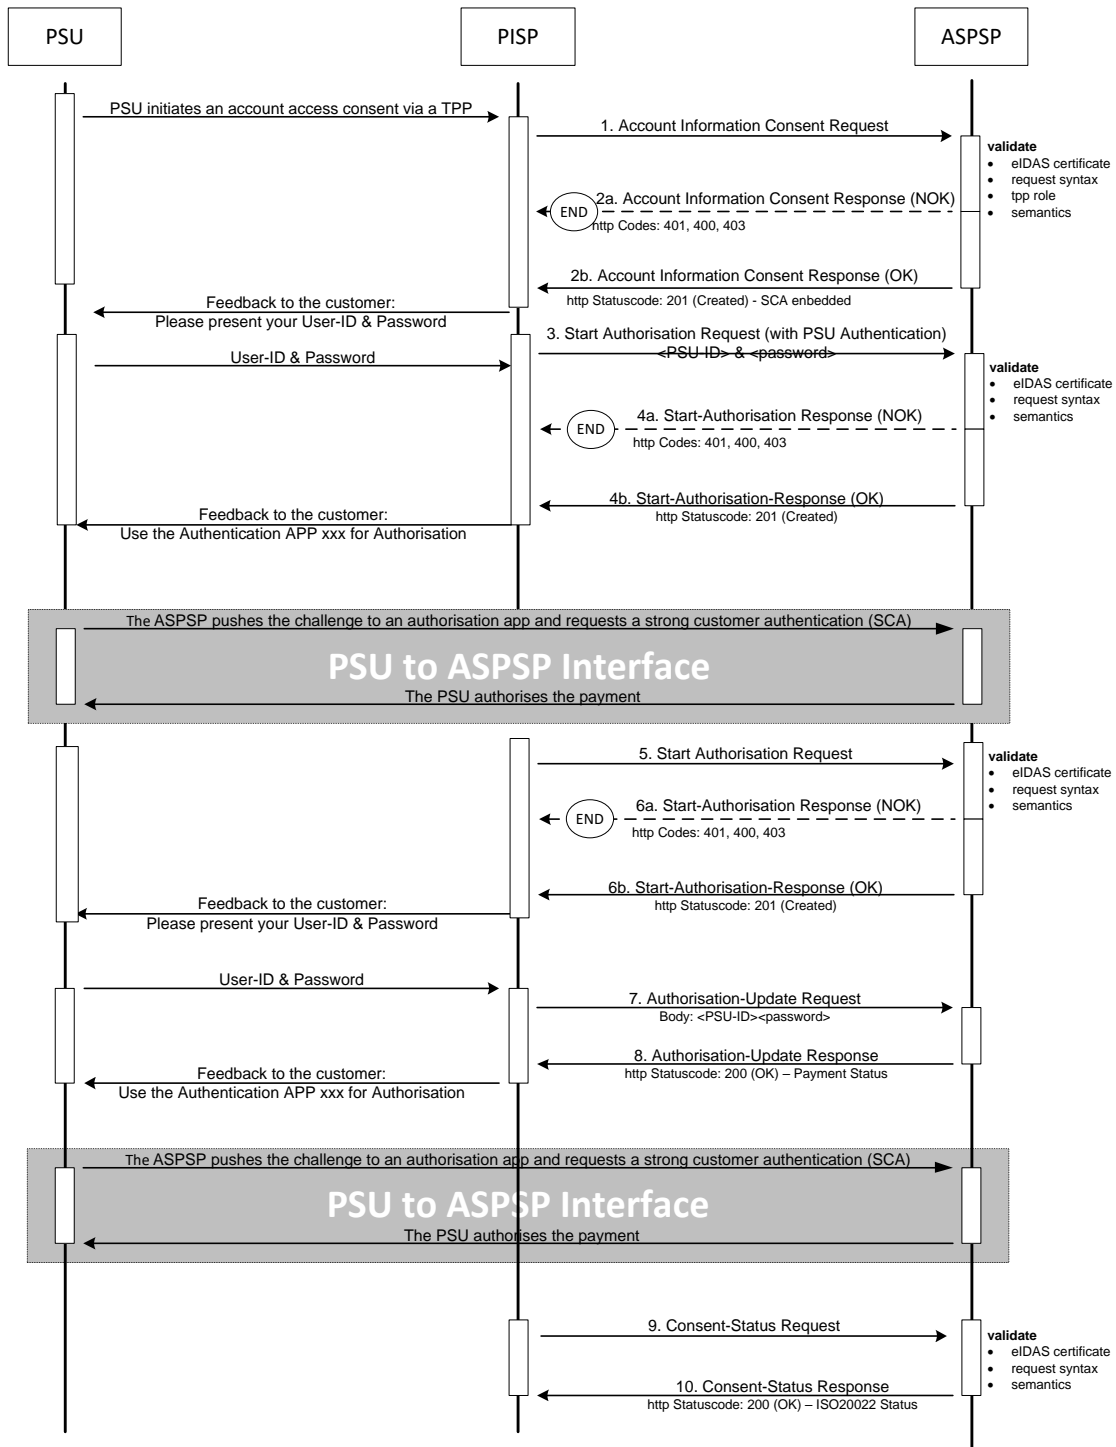 PSU
PISP
ASPSP
PSU initiates an account access consent via a TPP
1. Account Information Consent Request
validate
• eIDAS certificate
• request syntax
• tpp role
• semantics
END
2a. Account Information Consent Response (NOK)
http Codes: 401, 400, 403
2b. Account Information Consent Response (OK)
http Statuscode: 201 (Created) - SCA enbedded
Feedback to the customer:
Please present your User-ID & Password
3. Start Authorisation Request (with PSU Authentication)
<PSU-ID> & <password>
User-ID & Password
validate
• eIDAS certificate
• request syntax
• semantics
END
4a. Start-Authorisation Response (NOK)
http Codes: 401, 400, 403
4b. Start-Authorisation-Response (OK)
http Statuscode: 201 (Created)
Feedback to the customer:
Use the Authentication APP xxx for Authorisation
The ASPSP pushes the challenge to an authorisation app and requests a strong customer authentication (SCA)
PSU to ASPSP Interface
The PSU authorises the payment
5. Start Authorisation Request
validate
• eIDAS certificate
• request syntax
• semantics
END
6a. Start-Authorisation Response (NOK)
http Codes: 401, 400, 403
6b. Start-Authorisation-Response (OK)
http Statuscode: 201 (Created)
Feedback to the customer:
Please present your User-ID & Password
User-ID & Password
7. Authorisation-Update Request
Body: <PSU-ID><password>
8. Authorisation-Update Response
http Statuscode: 200 (OK) – Payment Status
Feedback to the customer:
Use the Authentication APP xxx for Authorisation
The ASPSP pushes the challenge to an authorisation app and requests a strong customer authentication (SCA)
PSU to ASPSP Interface
The PSU authorises the payment
9. Consent-Status Request
validate
• eIDAS certificate
• request syntax
• semantics
10. Consent-Status Response
http Statuscode: 200 (OK) – ISO20022 Status